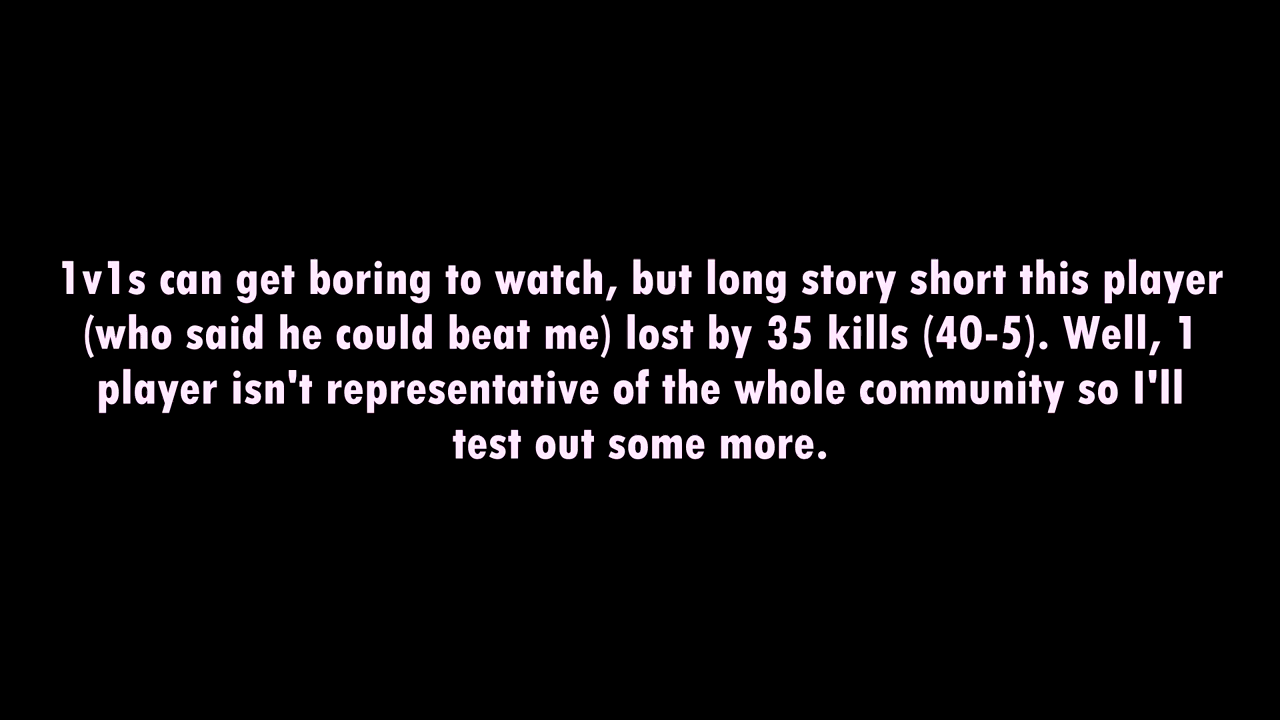 1v1s can get boring to watch, but long story short this player
(who said he could beat me) lost by 35 kills (40-5). Well, 1
player isn't representative of the whole community so I'll
test out some more.